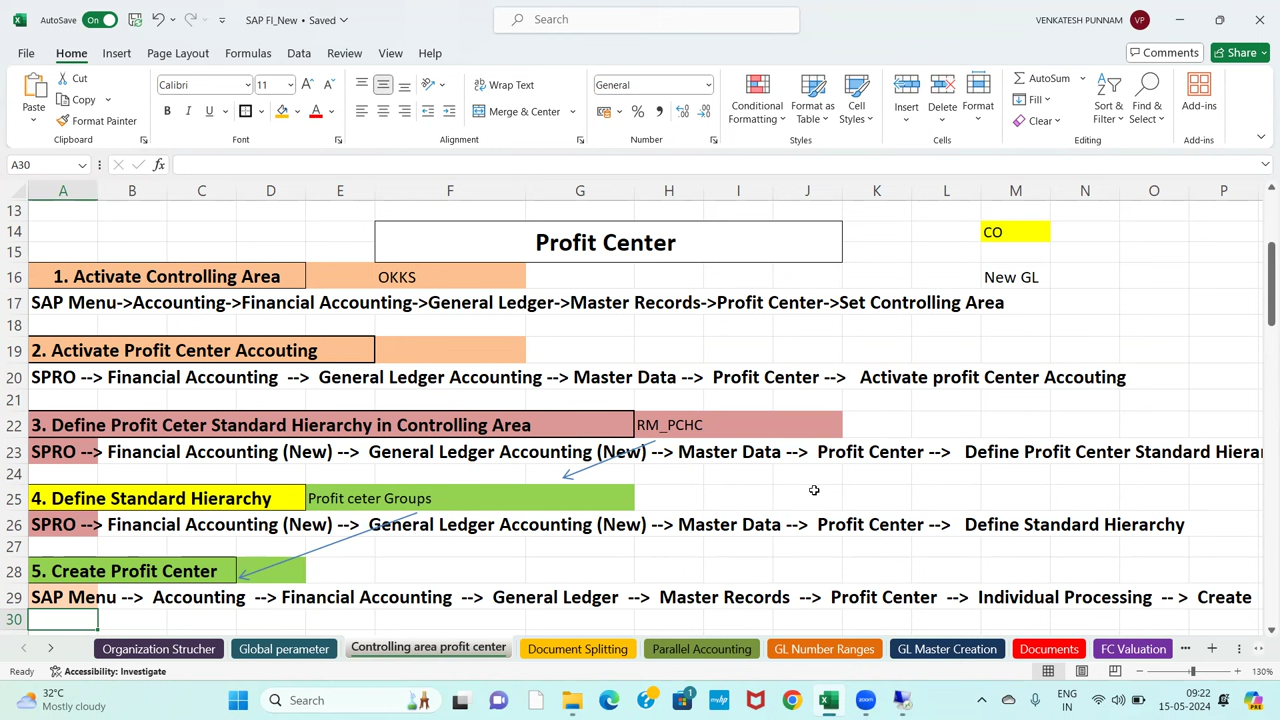 AutoSave On SAP FI_New • Saved Search VENKATESH PUNNAM VP
File Home Insert Page Layout Formulas Data Review View Help Comments Share
Paste Cut Copy Format Painter Clipboard
Calibri 11 B I U Font
Wrap Text Merge & Center Alignment
General % Number
Conditional Formatting Format as Table Cell Styles Styles
Insert Delete Format Cells
AutoSum Fill Clear Sort & Filter Find & Select Editing
Add-ins Add-ins
A30 fx
A B C D E F G H I J K L M N O P
13
14 Profit Center CO
15
16 1. Activate Controlling Area OKKS New GL
17 SAP Menu->Accounting->Financial Accounting->General Ledger->Master Records->Profit Center->Set Controlling Area
18
19 2. Activate Profit Center Accouting
20 SPRO --> Financial Accounting --> General Ledger Accounting --> Master Data --> Profit Center --> Activate profit Center Accouting
21
22 3. Define Profit Ceter Standard Hierarchy in Controlling Area RM_PCHC
23 SPRO --> Financial Accounting (New) --> General Ledger Accounting (New) --> Master Data --> Profit Center --> Define Profit Center Standard Hierar
24
25 4. Define Standard Hierarchy Profit ceter Groups
26 SPRO --> Financial Accounting (New) --> General Ledger Accounting (New) --> Master Data --> Profit Center --> Define Standard Hierarchy
27
28 5. Create Profit Center
29 SAP Menu --> Accounting --> Financial Accounting --> General Ledger --> Master Records --> Profit Center --> Individual Processing -- > Create
30
Organization Strucher Global perameter Controlling area profit center Document Splitting Parallel Accounting GL Number Ranges GL Master Creation Documents FC Valuation
Ready Accessibility: Investigate 130%
32°C Mostly cloudy Search ENG IN 09:22 15-05-2024